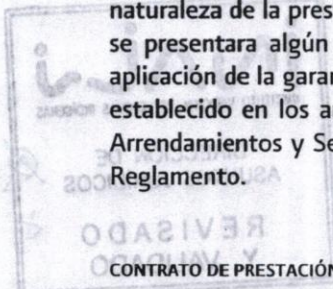 naturaleza de la pres
se presentara algún
aplicación de la garan
establecido en los a
Arrendamientos y Se
Reglamento.
REVISADO
Y VALIDADO
CONTRATO DE PRESTACIÓN